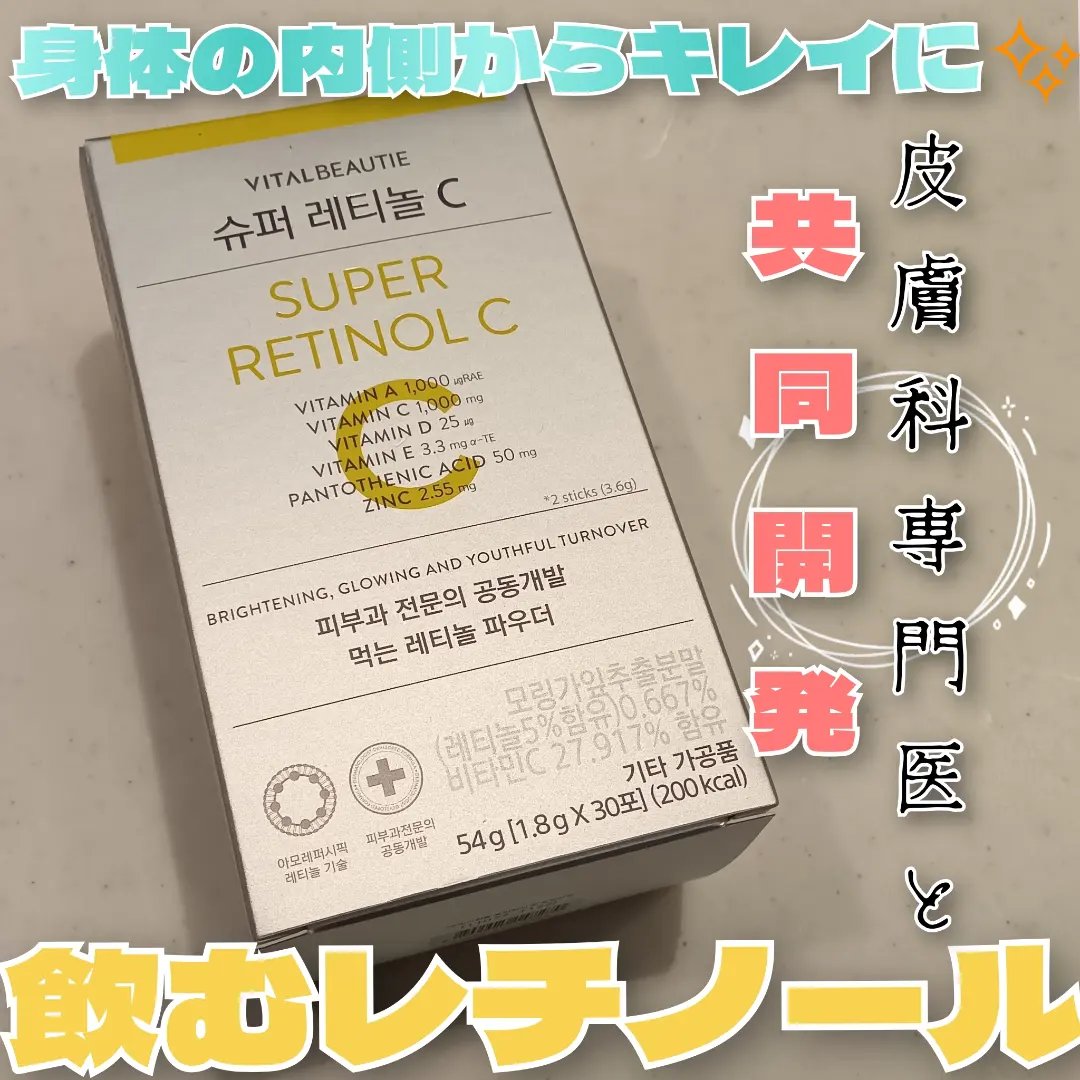 身体の内側からキレイに
皮膚科専門医と
共同開発
VITALBEAUTIE
슈퍼 레티놀 C
SUPER
RETINOL C
C
VITAMIN A 1,000 ㎍RAE
VITAMIN C 1,000 mg
VITAMIN D 25 ㎍
VITAMIN E 3.3 mg α-TE
PANTOTHENIC ACID 50 mg
ZINC 2.55 mg
*2 sticks (3.6g)
BRIGHTENING, GLOWING AND YOUTHFUL TURNOVER
피부과 전문의 공동개발
먹는 레티놀 파우더
모링가잎추출분말
(레티놀5%함유)0.667%
비타민C 27.917% 함유
기타 가공품
54g [1.8g X 30포] (200kcal)
아모레퍼시픽
레티놀 기술
피부과전문의
공동개발
飲むレチノール